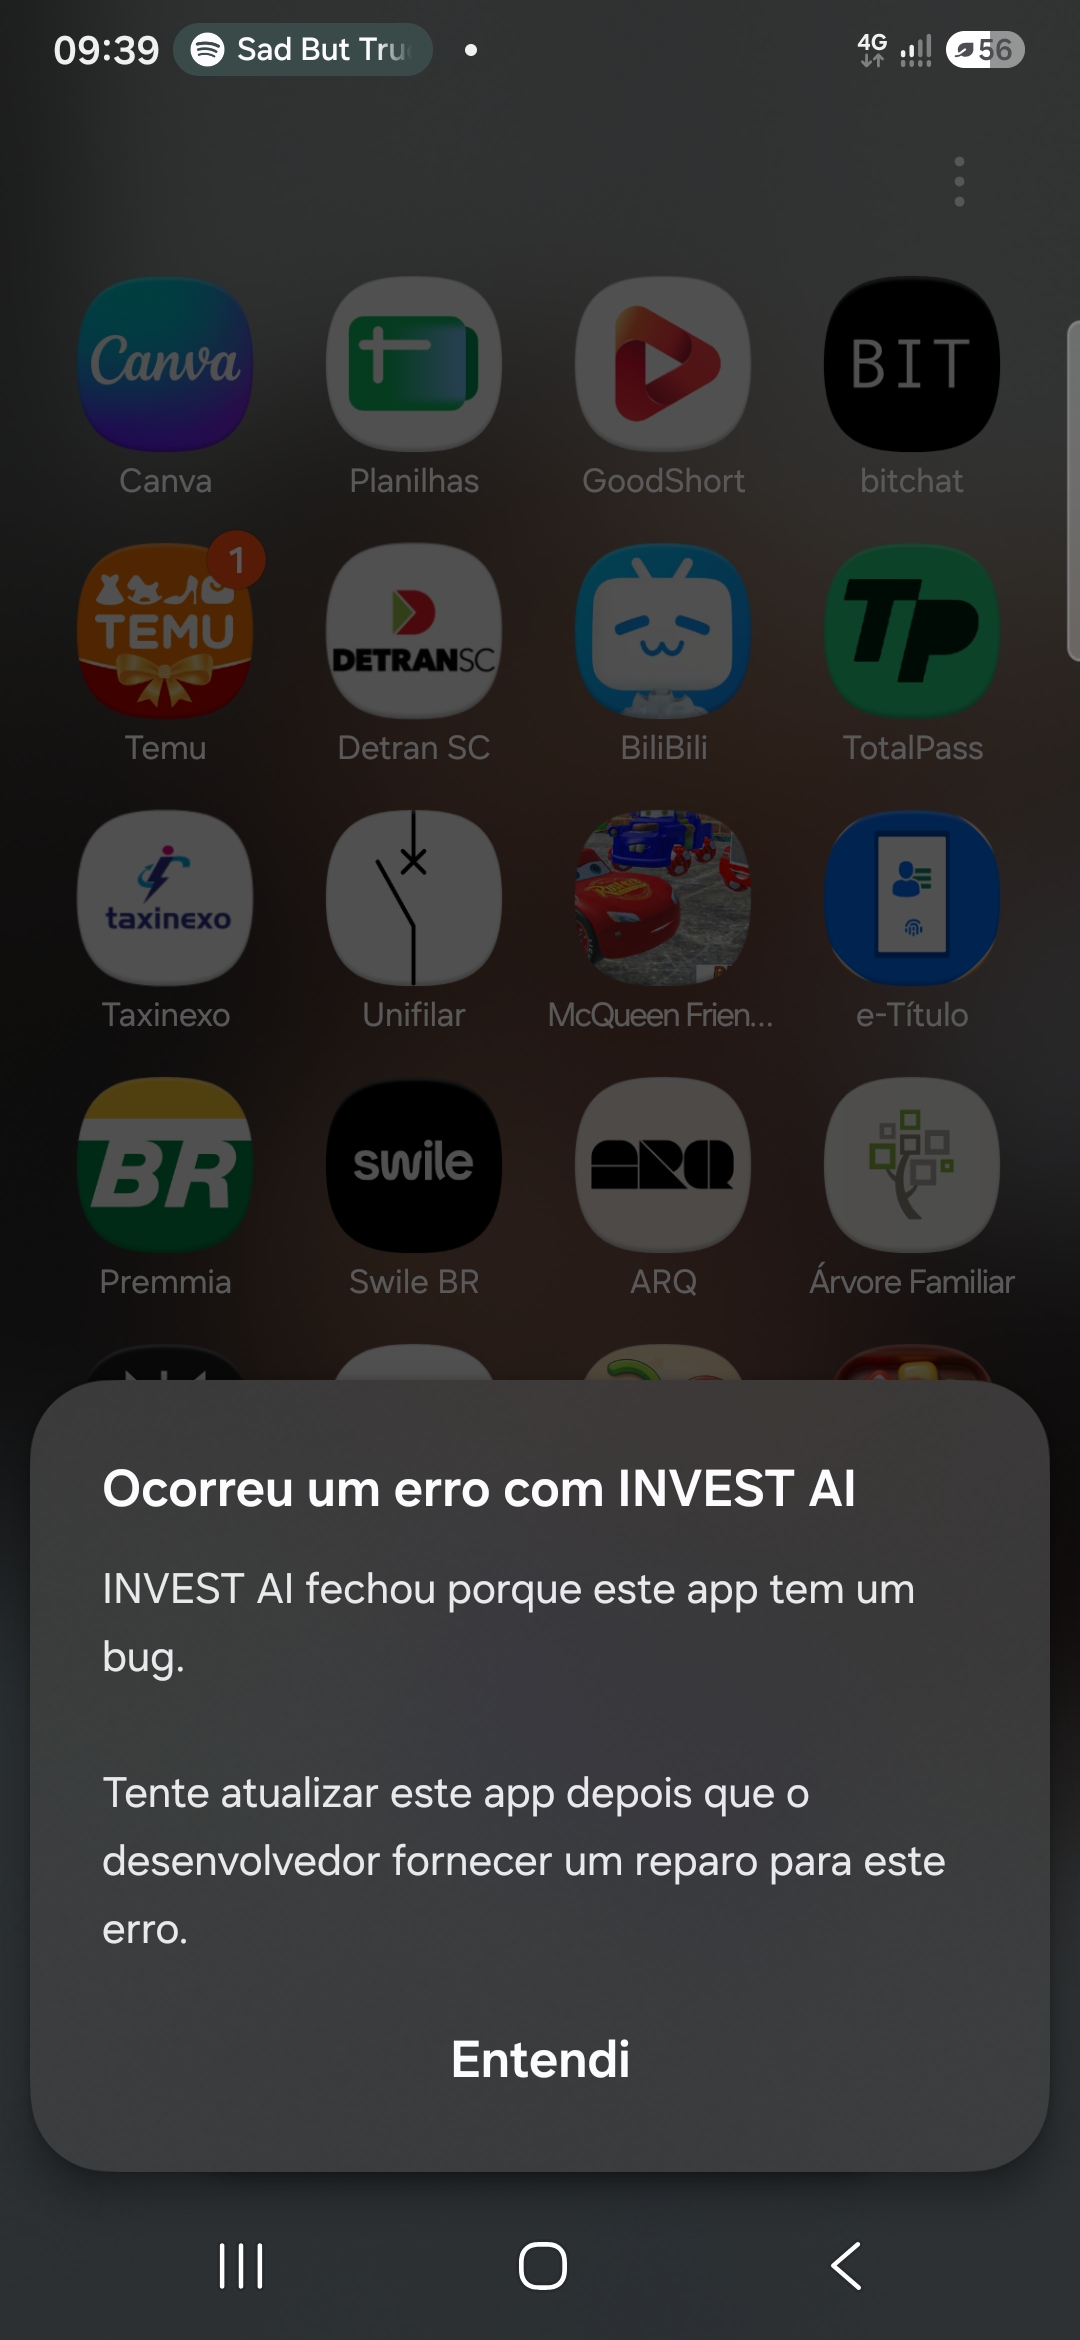 09:39
Sad But Tru
4G
56
Canva
BIT
Canva
Planilhas
GoodShort
bitchat
1
TEMU
DETRANSC
TP
Temu
Detran SC
BiliBili
TotalPass
taxinexo
Taxinexo
Unifilar
McQueen Frien...
e-Título
BR
swile
ARQ
Premmia
Swile BR
ARQ
Árvore Familiar
Ocorreu um erro com INVEST AI
INVEST AI fechou porque este app tem um
bug.
Tente atualizar este app depois que o
desenvolvedor fornecer um reparo para este
erro.
Entendi